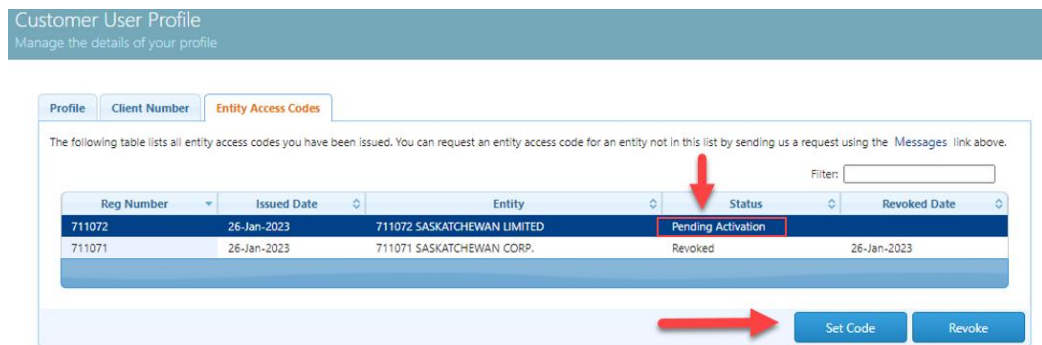 Customer User Profile
Manage the details of your profile
Profile Client Number Entity Access Codes
The following table lists all entity access codes you have been issued. You can request an entity access code for an entity not in this list by sending us a request using the Messages link above.
Filter:
Reg Number Issued Date Entity Status Revoked Date
711072 26-Jan-2023 711072 SASKATCHEWAN LIMITED Pending Activation
711071 26-Jan-2023 711071 SASKATCHEWAN CORP. Revoked 26-Jan-2023
Set Code Revoke